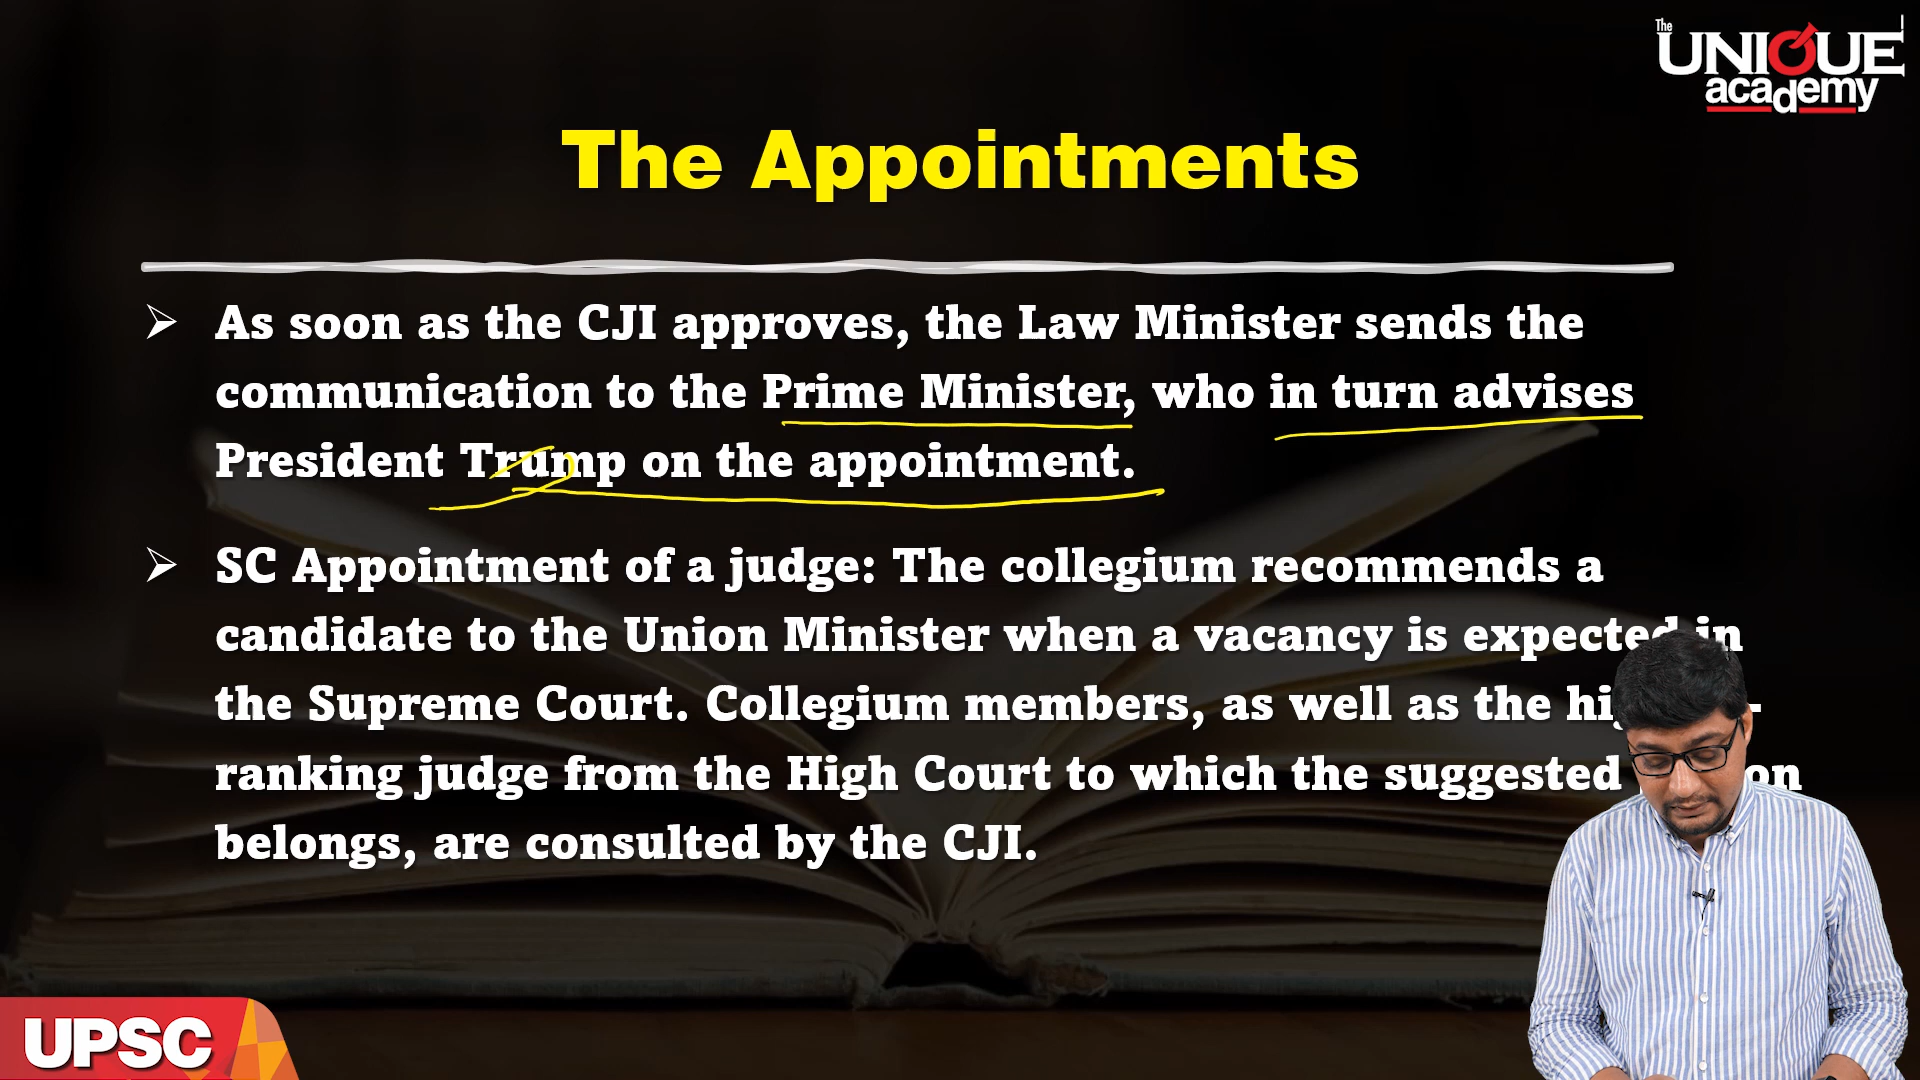 The
UNIQUE
academy
The Appointments
As soon as the CJI approves, the Law Minister sends the
communication to the Prime Minister, who in turn advises
President Trump on the appointment.
SC Appointment of a judge: The collegium recommends a
candidate to the Union Minister when a vacancy is expected in
the Supreme Court. Collegium members, as well as the
ranking judge from the High Court to which the suggested
belongs, are consulted by the CJI.
UPSC